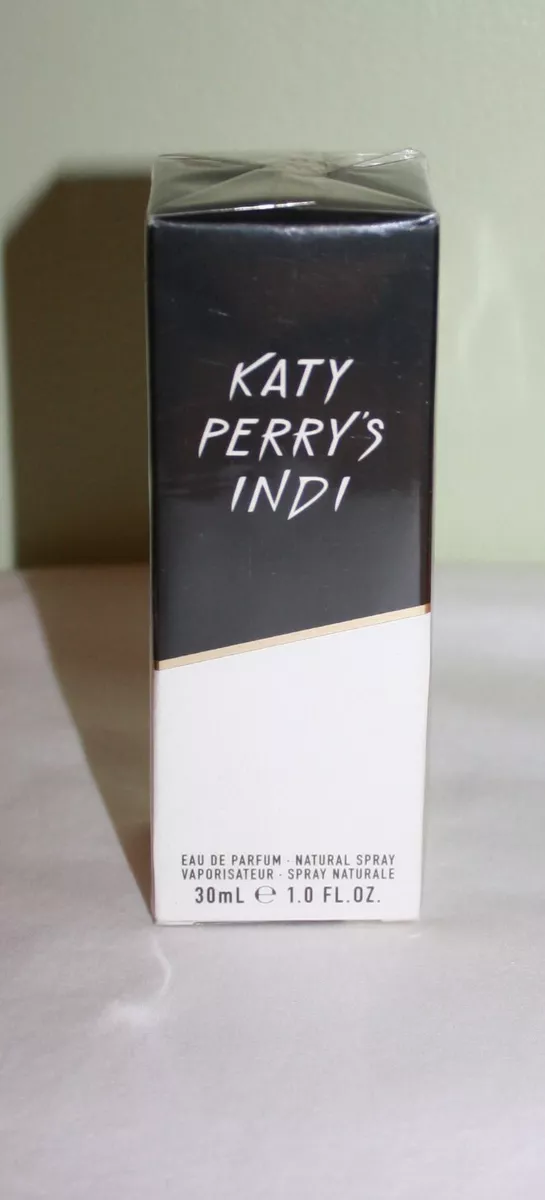 KATY
PERRY'S
INDI
EAU DE PARFUM · NATURAL SPRAY
VAPORISATEUR · SPRAY NATURALE
30mL ℮ 1.0 FL.OZ.